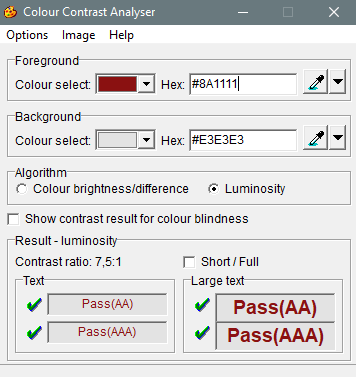 Colour Contrast Analyser
Options Image Help
Foreground
Colour select: Hex: #8A1111
Background
Colour select: Hex: #E3E3E3
Algorithm
Colour brightness/difference Luminosity
Show contrast result for colour blindness
Result - luminosity
Contrast ratio: 7,5:1 Short / Full
Text Large text
Pass(AA) Pass(AA)
Pass(AAA) Pass(AAA)